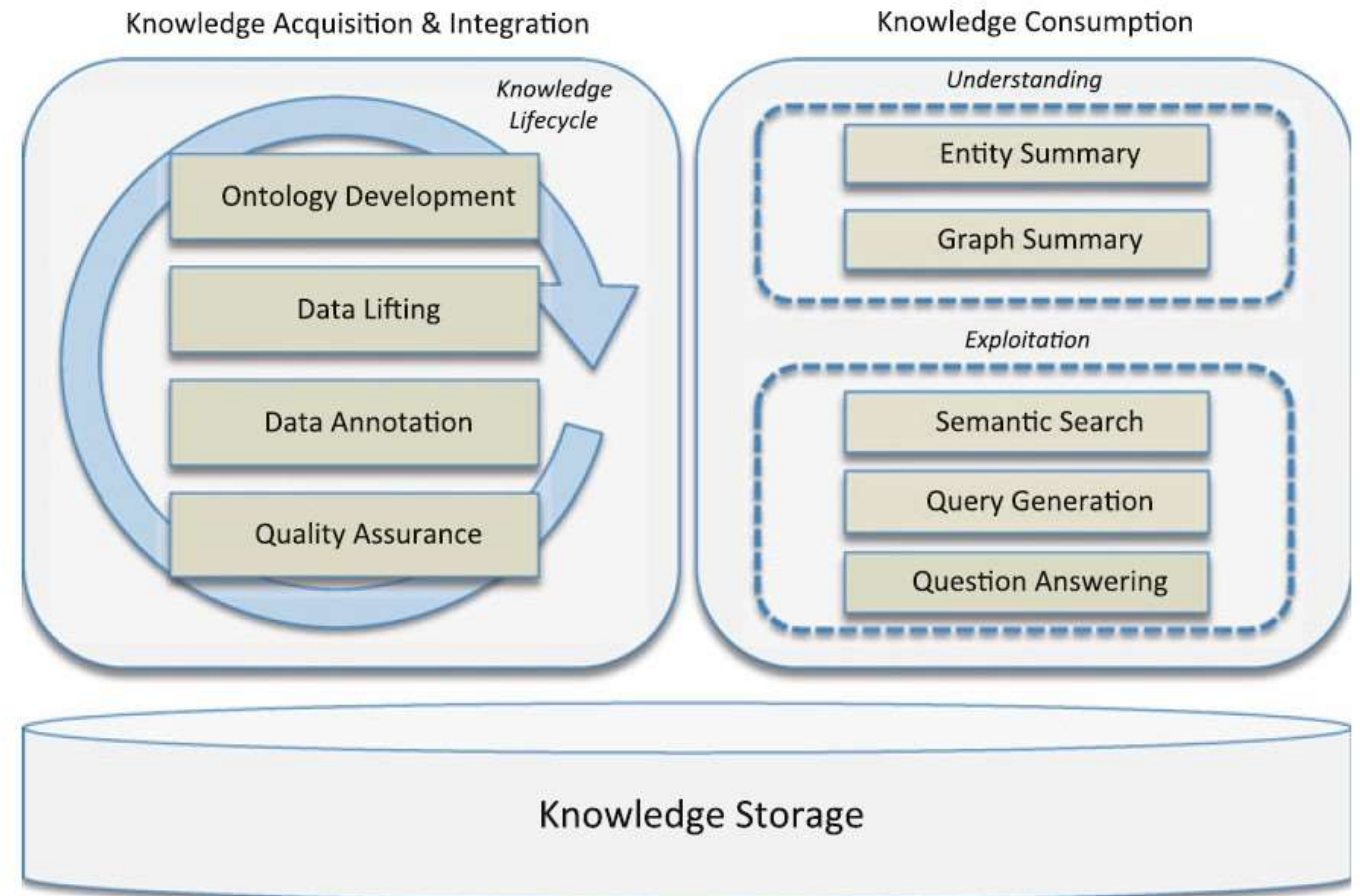 Knowledge Acquisition & Integration
Knowledge
Lifecycle
Ontology Development
Data Lifting
Data Annotation
Quality Assurance
Knowledge Consumption
Understanding
Entity Summary
Graph Summary
Exploitation
Semantic Search
Query Generation
Question Answering
Knowledge Storage